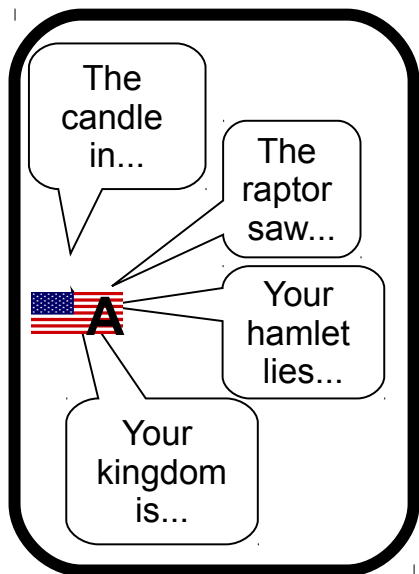 The
candle
in...
The
raptor
saw...
A
Your
hamlet
lies...
Your
kingdom
is...